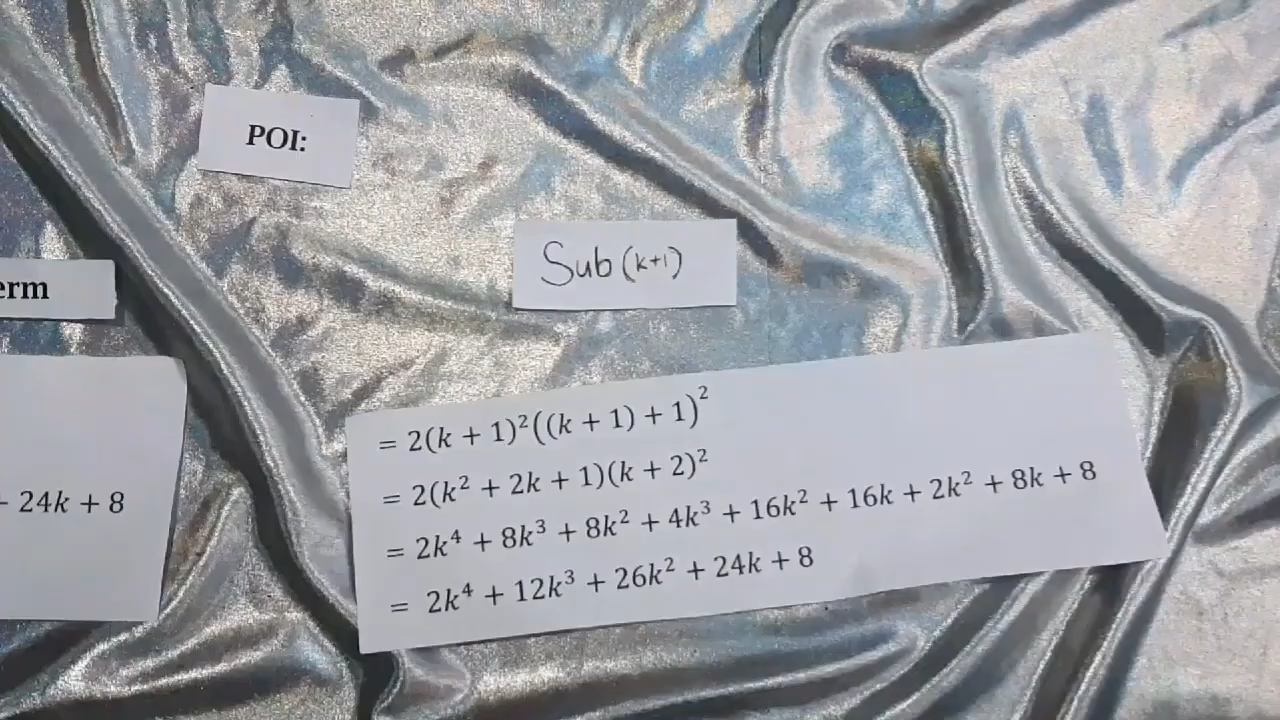 POI:
Sub (k+1)
erm
- 24k + 8
= 2(k + 1)²((k + 1) + 1)²
= 2(k² + 2k + 1)(k + 2)²
= 2k⁴ + 8k³ + 8k² + 4k³ + 16k² + 16k + 2k² + 8k + 8
= 2k⁴ + 12k³ + 26k² + 24k + 8